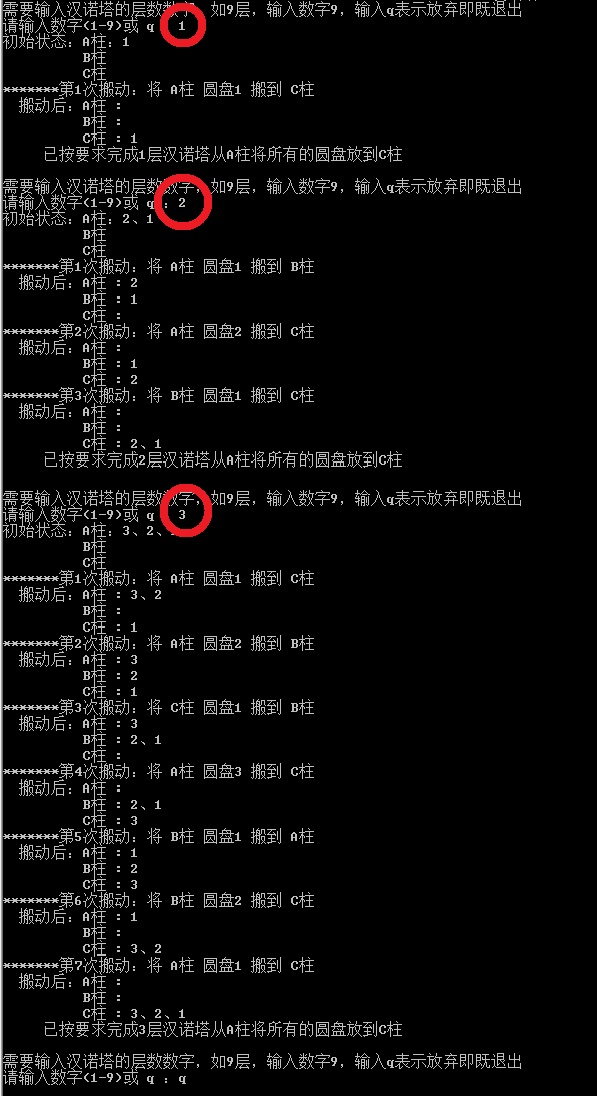 需要输入汉诺塔的层数数字，如9层，输入数字9，输入q表示放弃即既退出
请输入数字(1-9)或 q : 1
初始状态：A柱：1
B柱
C柱
*******第1次搬动：将 A柱 圆盘1 搬到 C柱
搬动后：A柱 :
B柱 :
C柱 : 1
已按要求完成1层汉诺塔从A柱将所有的圆盘放到C柱
需要输入汉诺塔的层数数字，如9层，输入数字9，输入q表示放弃即既退出
请输入数字(1-9)或 q : 2
初始状态：A柱：2、1
B柱
C柱
*******第1次搬动：将 A柱 圆盘1 搬到 B柱
搬动后：A柱 : 2
B柱 : 1
C柱 :
*******第2次搬动：将 A柱 圆盘2 搬到 C柱
搬动后：A柱 :
B柱 : 1
C柱 : 2
*******第3次搬动：将 B柱 圆盘1 搬到 C柱
搬动后：A柱 :
B柱 :
C柱 : 2、1
已按要求完成2层汉诺塔从A柱将所有的圆盘放到C柱
需要输入汉诺塔的层数数字，如9层，输入数字9，输入q表示放弃即既退出
请输入数字(1-9)或 q 3
初始状态：A柱：3、2、
B柱
C柱
*******第1次搬动：将 A柱 圆盘1 搬到 C柱
搬动后：A柱 : 3、2
B柱 :
C柱 : 1
*******第2次搬动：将 A柱 圆盘2 搬到 B柱
搬动后：A柱 : 3
B柱 : 2
C柱 : 1
*******第3次搬动：将 C柱 圆盘1 搬到 B柱
搬动后：A柱 : 3
B柱 : 2、1
C柱 :
*******第4次搬动：将 A柱 圆盘3 搬到 C柱
搬动后：A柱 :
B柱 : 2、1
C柱 : 3
*******第5次搬动：将 B柱 圆盘1 搬到 A柱
搬动后：A柱 : 1
B柱 : 2
C柱 : 3
*******第6次搬动：将 B柱 圆盘2 搬到 C柱
搬动后：A柱 : 1
B柱 :
C柱 : 3、2
*******第7次搬动：将 A柱 圆盘1 搬到 C柱
搬动后：A柱 :
B柱 :
C柱 : 3、2、1
已按要求完成3层汉诺塔从A柱将所有的圆盘放到C柱
需要输入汉诺塔的层数数字，如9层，输入数字9，输入q表示放弃即既退出
请输入数字(1-9)或 q : q